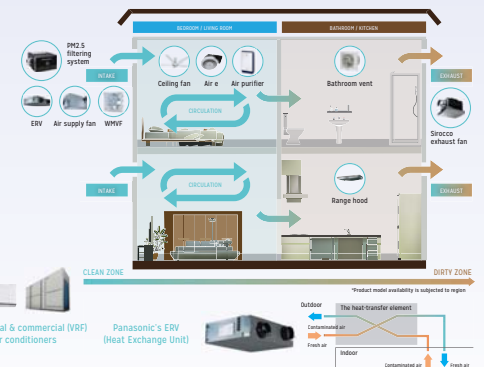 BEDROOM / LIVING ROOM
BATHROOM / KITCHEN
PM2.5
filtering
system
INTAKE
EXHAUST
Ceiling fan
Air e
Air purifier
Bathroom vent
CIRCULATION
ERV
Air supply fan
WMVF
Sirocco
exhaust fan
INTAKE
CIRCULATION
EXHAUST
Range hood
CLEAN ZONE
DIRTY ZONE
*Product model availability is subjected to region
& commercial (VRF)
conditioners
Panasonic's ERV
(Heat Exchange Unit)
Outdoor
The heat-transfer element
Contaminated air
Fresh air
Indoor
Contaminated air
Fresh air